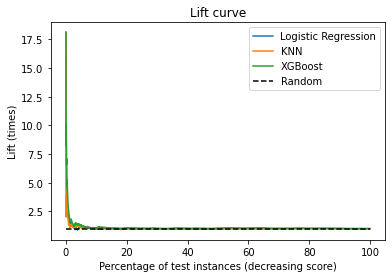 Lift curve
Lift (times)
17.5
15.0
12.5
10.0
7.5
5.0
2.5
Logistic Regression
KNN
XGBoost
Random
0 20 40 60 80 100
Percentage of test instances (decreasing score)